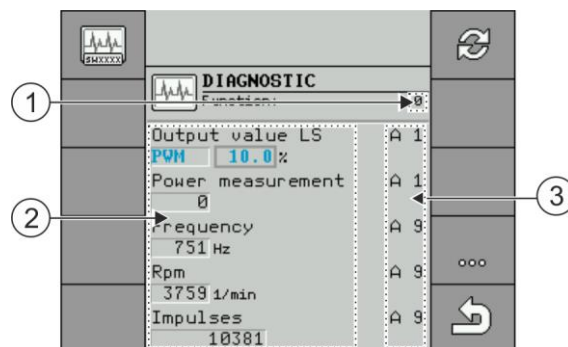 SWXXXX
DIAGNOSTIC
Function: 0
1
Output value LS A 1
PWM 10.0 %
Power measurement A 1
0
2
3
Frequency A 9
751 Hz
Rpm A 9
3759 1/min
Impulses A 9
10381